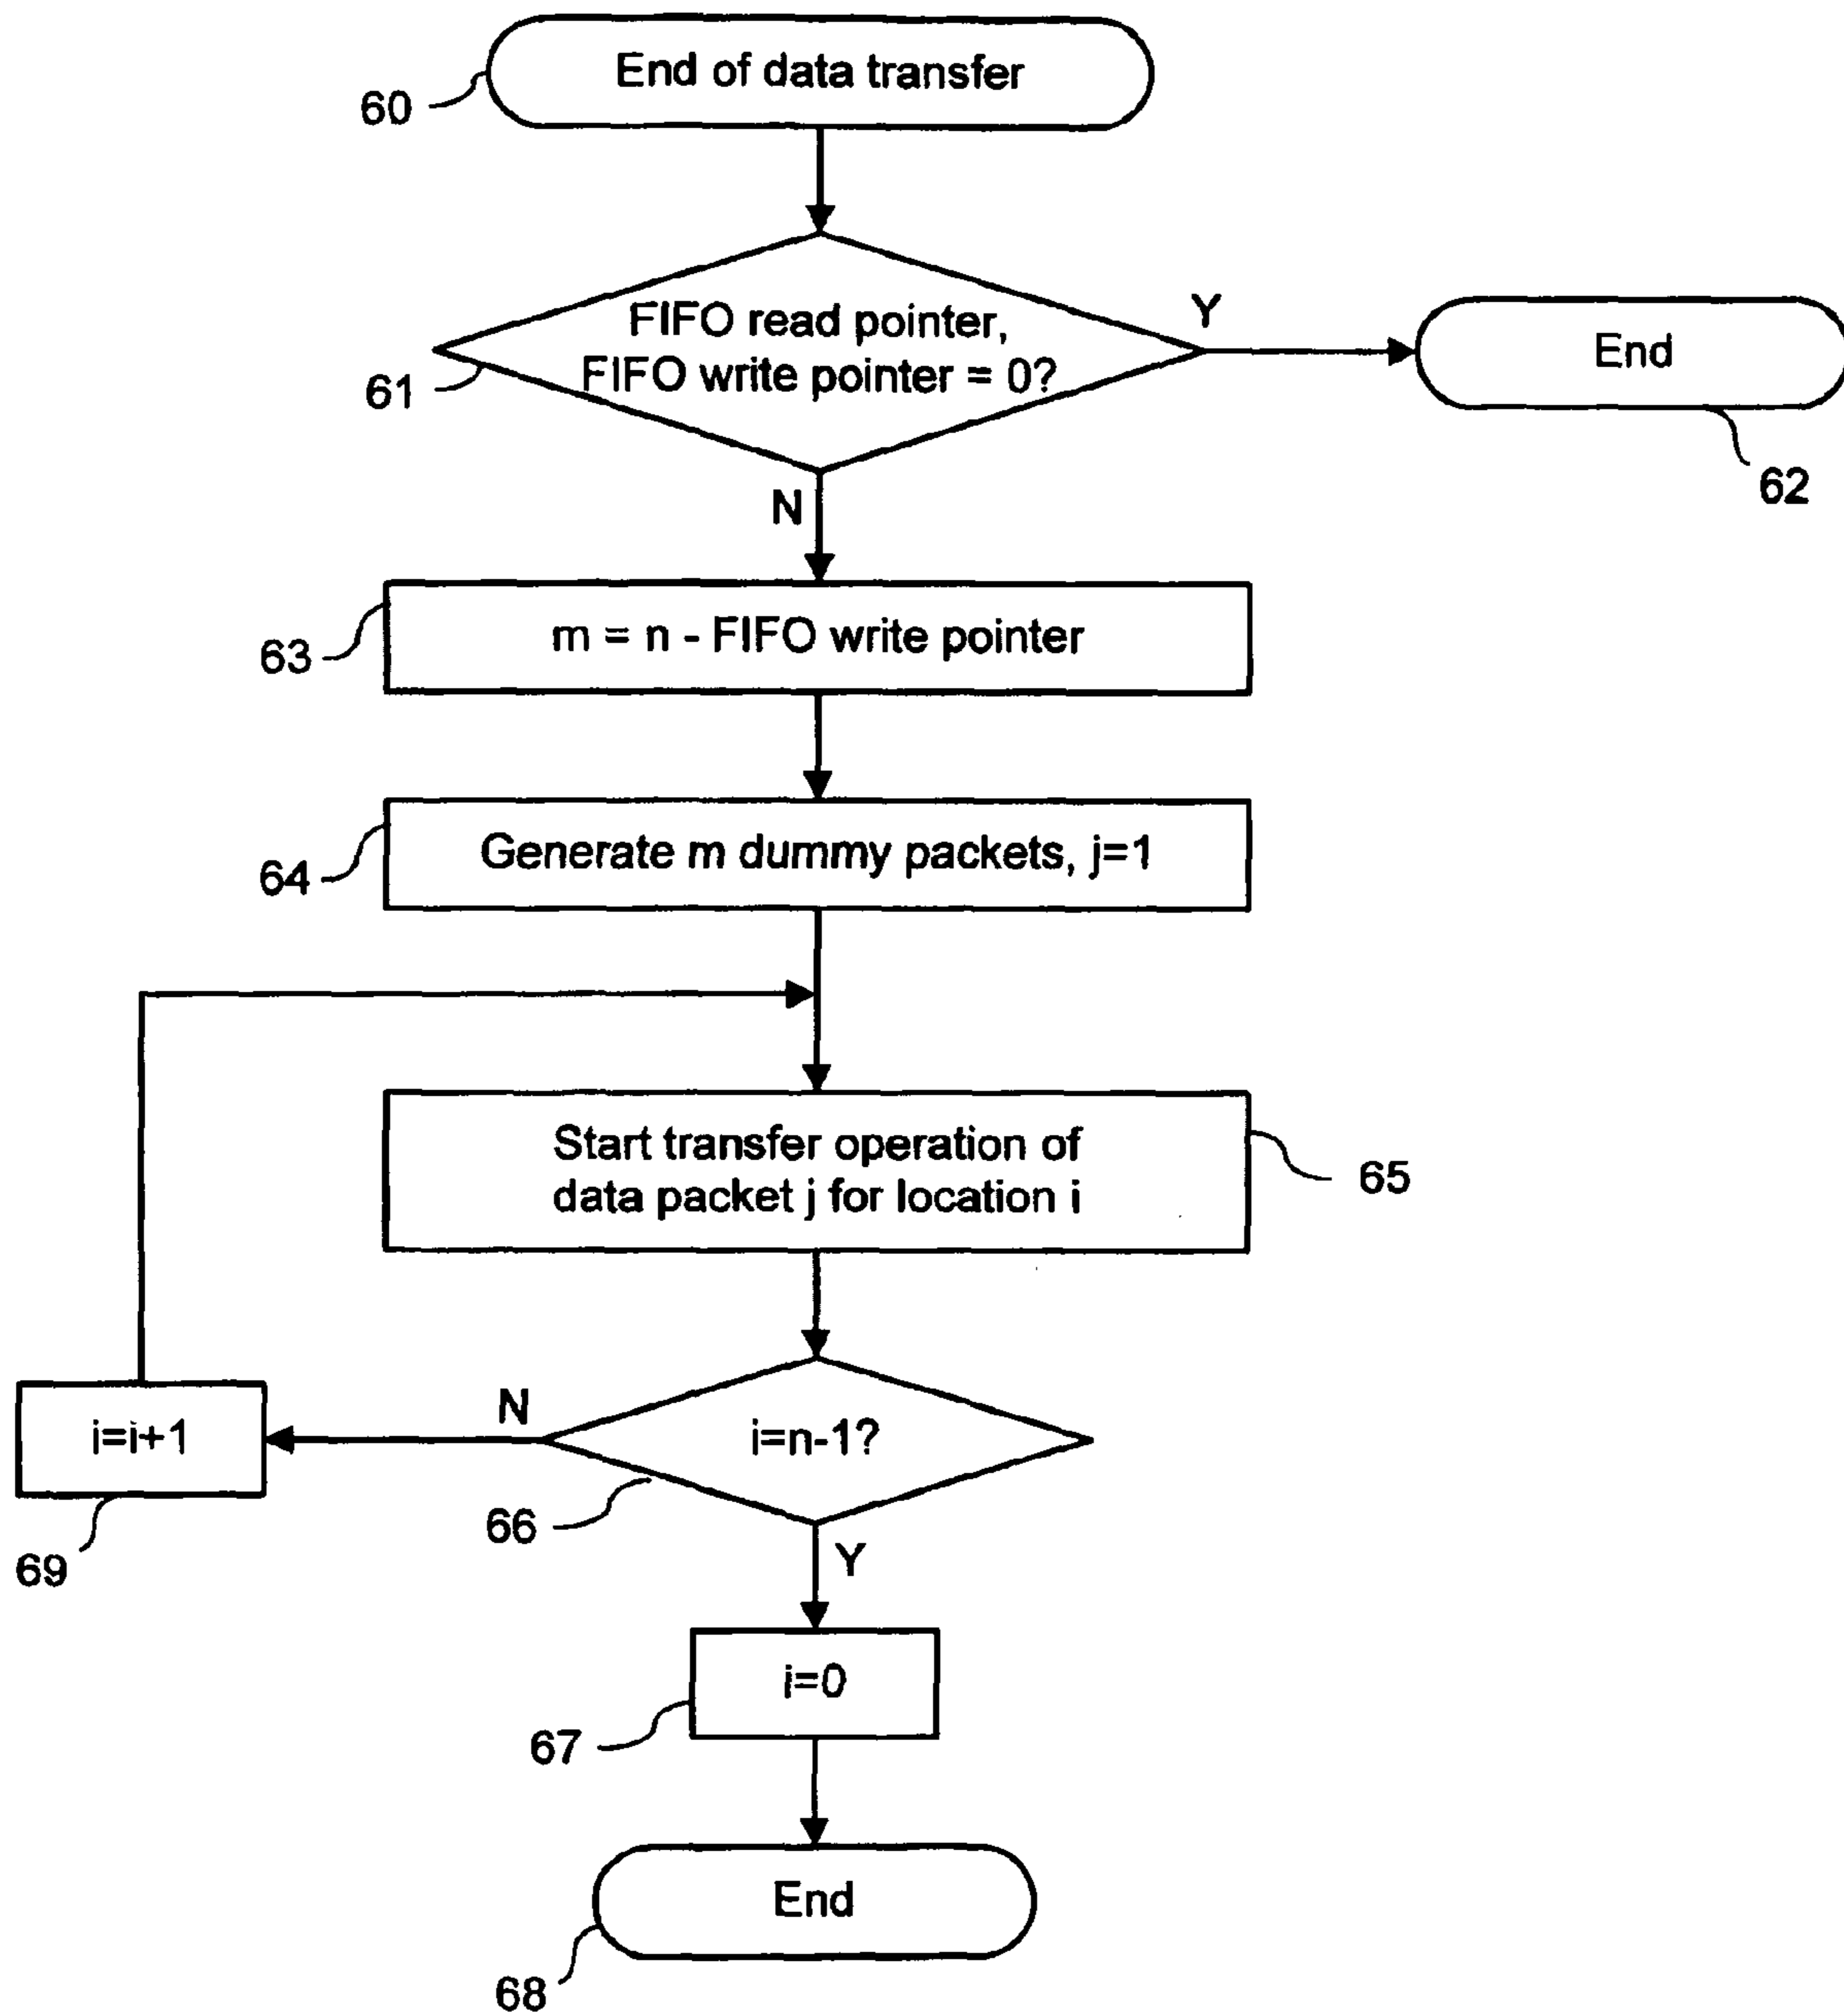 End of data transfer
60
FIFO read pointer,
FIFO write pointer = 0?
Y
End
61
62
N
m = n - FIFO write pointer
63
Generate m dummy packets, j=1
64
Start transfer operation of
data packet j for location i
65
N
i=i+1
i=n-1?
66
69
Y
i=0
67
End
68